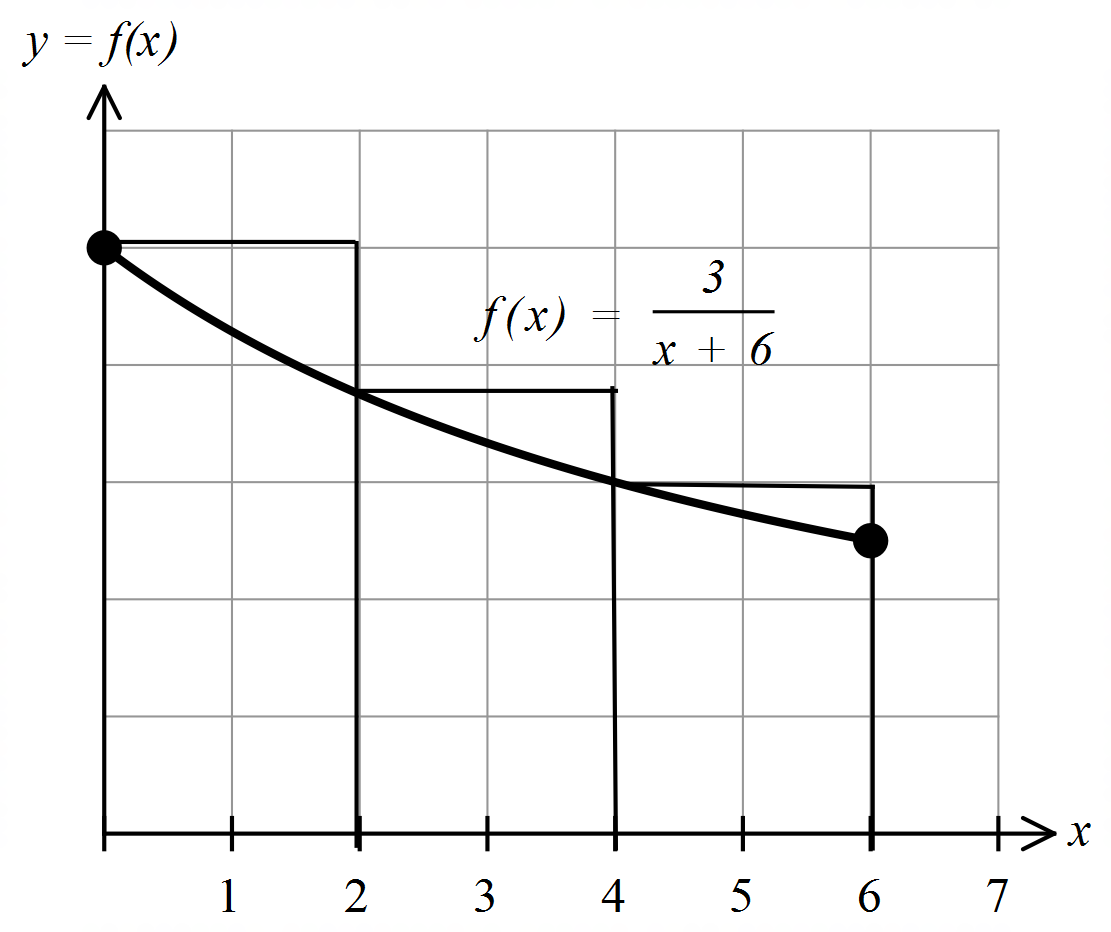 y = f(x)
f(x) = 3 / x + 6
x
1 2 3 4 5 6 7